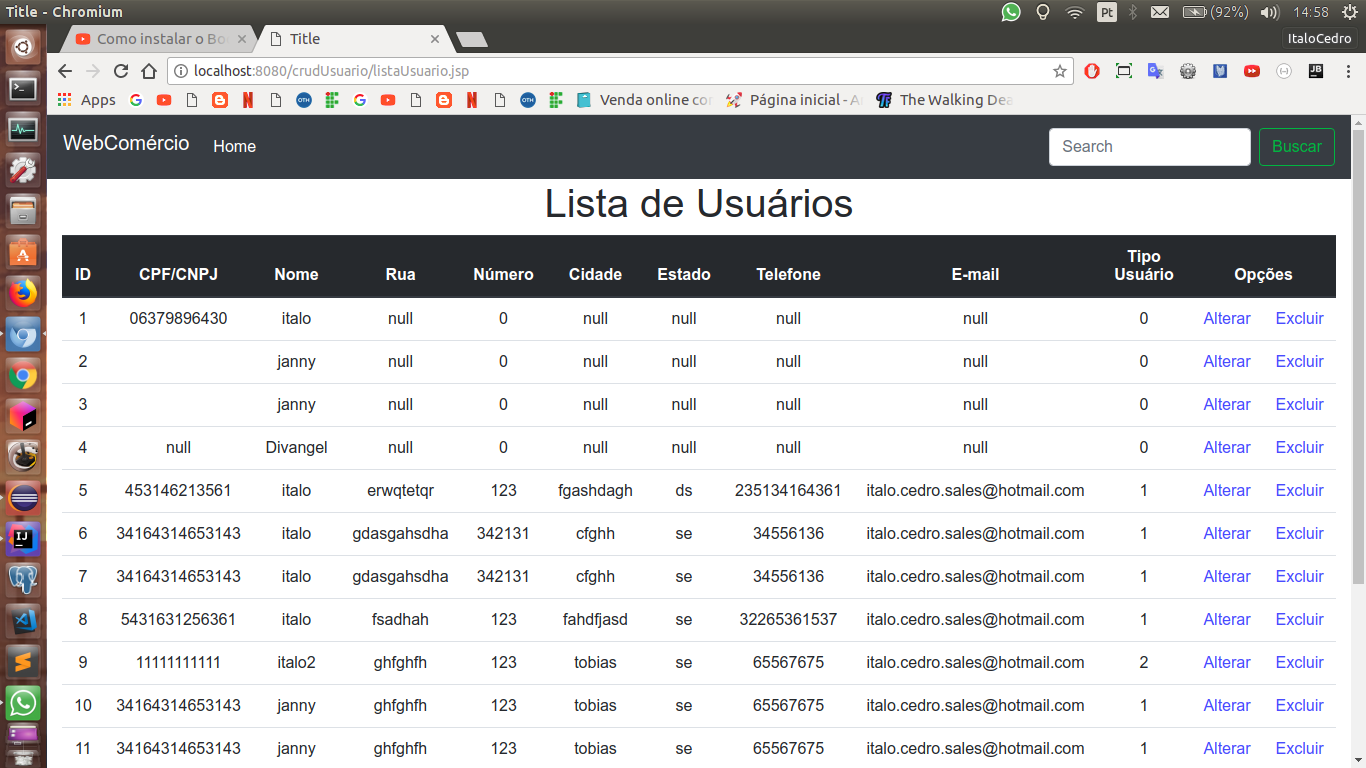 Title - Chromium
Pt
(92%)
14:58
Como instalar o Bo
Title
ItaloCedro
localhost:8080/crudUsuario/listaUsuario.jsp
Apps
Venda online co
Página inicial - A
The Walking Dea
WebComércio Home
Search
Buscar
Lista de Usuários
ID CPF/CNPJ Nome Rua Número Cidade Estado Telefone E-mail Tipo Usuário Opções
1 06379896430 italo null 0 null null null null 0 Alterar Excluir
2 janny null 0 null null null null 0 Alterar Excluir
3 janny null 0 null null null null 0 Alterar Excluir
4 null Divangel null 0 null null null null 0 Alterar Excluir
5 453146213561 italo erwqtetqr 123 fgashdagh ds 235134164361 italo.cedro.sales@hotmail.com 1 Alterar Excluir
6 34164314653143 italo gdasgahsdha 342131 cfghh se 34556136 italo.cedro.sales@hotmail.com 1 Alterar Excluir
7 34164314653143 italo gdasgahsdha 342131 cfghh se 34556136 italo.cedro.sales@hotmail.com 1 Alterar Excluir
8 5431631256361 italo fsadhah 123 fahdfjasd se 32265361537 italo.cedro.sales@hotmail.com 1 Alterar Excluir
9 11111111111 italo2 ghfghfh 123 tobias se 65567675 italo.cedro.sales@hotmail.com 2 Alterar Excluir
10 34164314653143 janny ghfghfh 123 tobias se 65567675 italo.cedro.sales@hotmail.com 1 Alterar Excluir
11 34164314653143 janny ghfghfh 123 tobias se 65567675 italo.cedro.sales@hotmail.com 1 Alterar Excluir